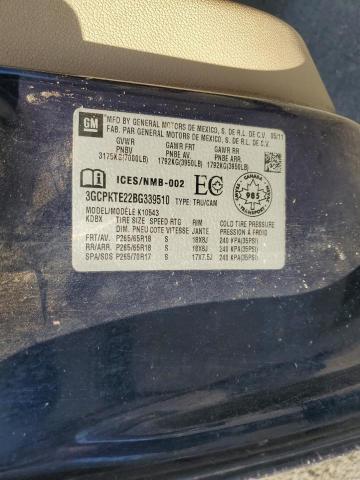 GM
MFD BY GENERAL MOTORS DE MEXICO, S. DE R.L. DE C.V. 05/11
FAB. PAR GENERAL MOTORS DE MEXICO, S. DE R.L. DE C.V.
GVWR GAWR FRT GAWR RR
PNBV PNBE AV. PNBE ARR.
3175KG(7000LB) 1792KG(3950LB) 1792KG(3950LB)
ICES/NMB-002 EC
CANADA
985
TRANSPORT
3GCPKTE22BG339510 TYPE: TRU/CAM
MODEL/MODÈLE K10543
KDBX TIRE SIZE SPEED RTG RIM COLD TIRE PRESSURE
DIM. PNEU COTE VITESSE JANTE PRESSION À FROID
FRT/AV. P265/65R18 S 18X8J 240 KPA(35PSI)
RR/ARR. P265/65R18 S 18X8J 240 KPA(35PSI)
SPA/SOS P265/70R17 S 17X7.5J 240 KPA(35PSI)